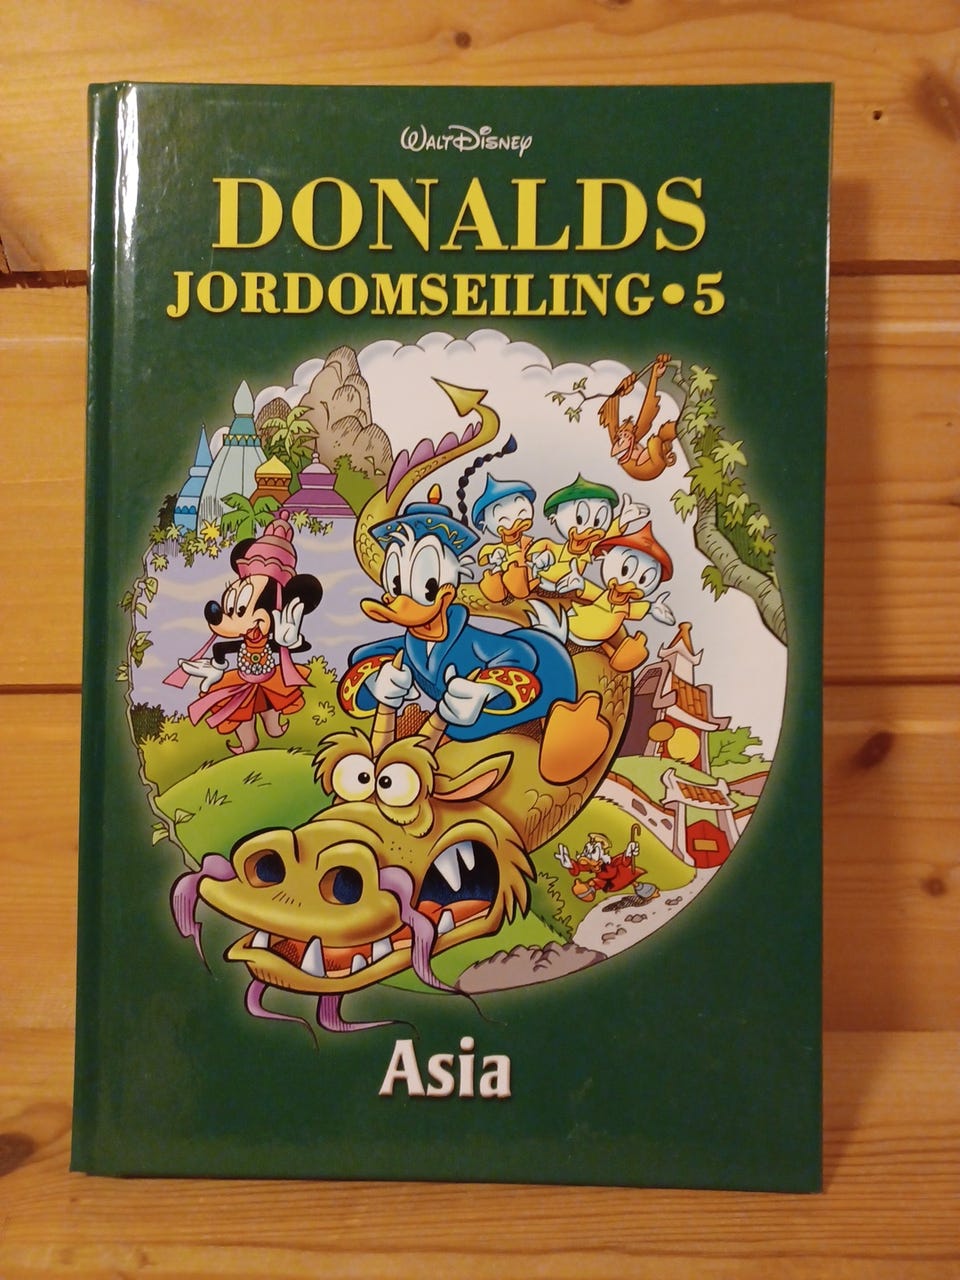 WALT DISNEY
DONALDS
JORDOMSEILING • 5
Asia